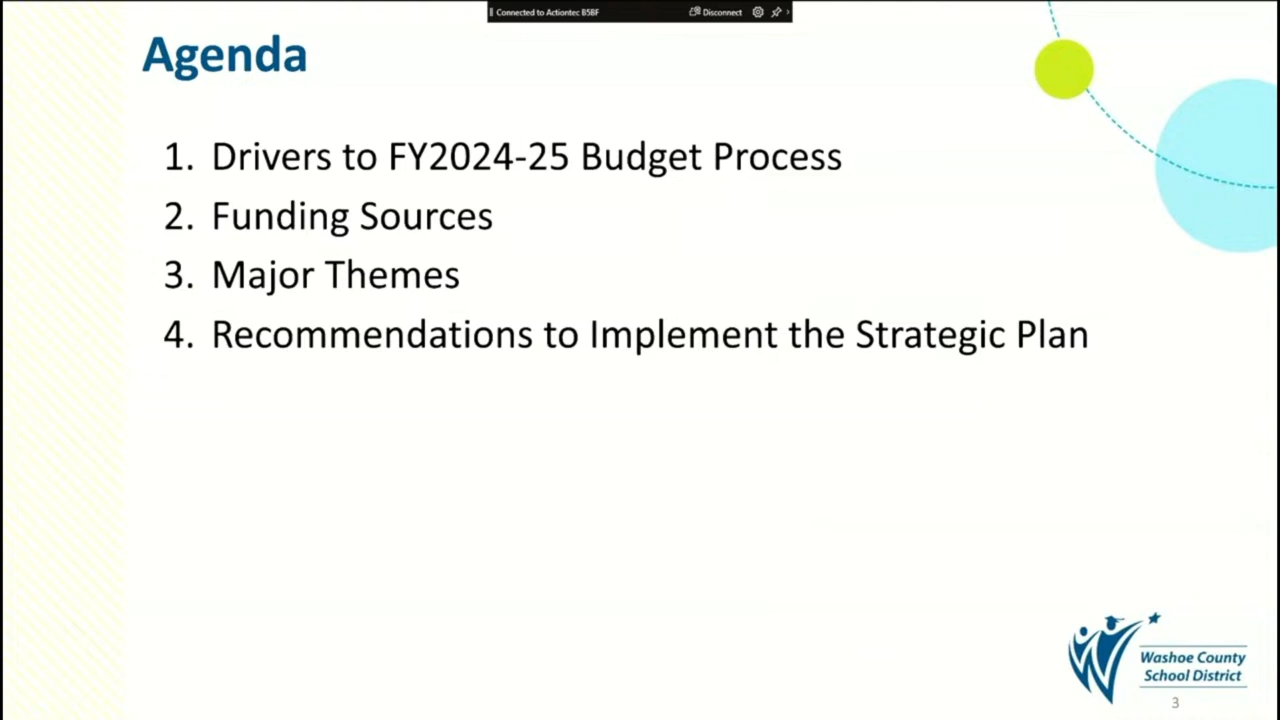 Connected to Actiontec B5BF Disconnect
Agenda
1. Drivers to FY2024-25 Budget Process
2. Funding Sources
3. Major Themes
4. Recommendations to Implement the Strategic Plan
Washoe County
School District
3